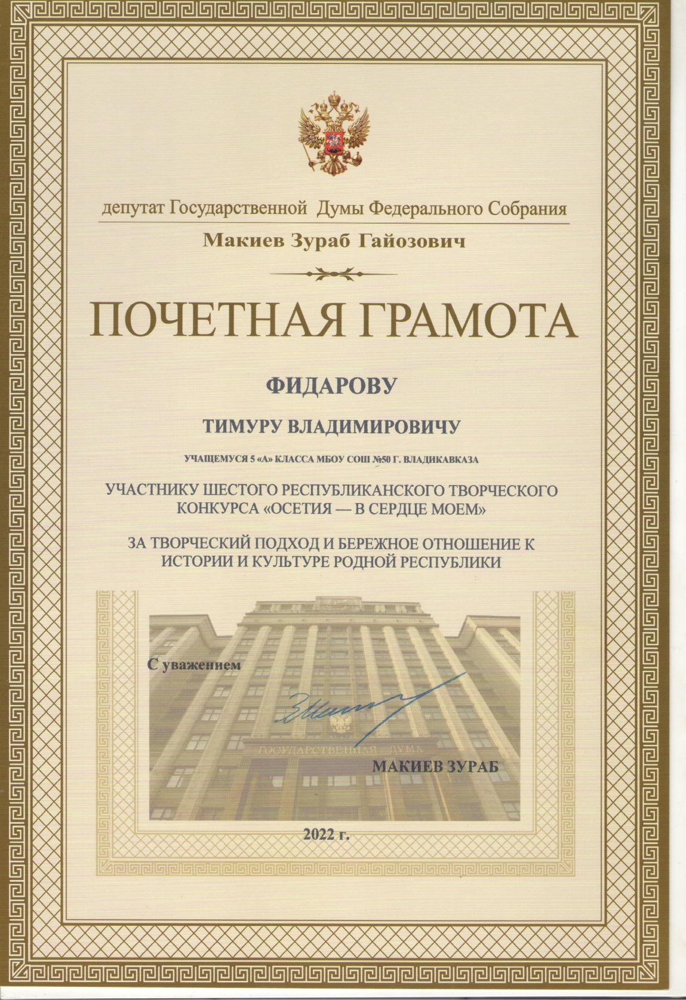 депутат Государственной Думы Федерального Собрания
Макиев Зураб Гайозович
ПОЧЕТНАЯ ГРАМОТА
ФИДАРОВУ
ТИМУРУ ВЛАДИМИРОВИЧУ
УЧАЩЕМУСЯ 5 «А» КЛАССА МБОУ СОШ №50 Г. ВЛАДИКАВКАЗА
УЧАСТНИКУ ШЕСТОГО РЕСПУБЛИКАНСКОГО ТВОРЧЕСКОГО
КОНКУРСА «ОСЕТИЯ — В СЕРДЦЕ МОЕМ»
ЗА ТВОРЧЕСКИЙ ПОДХОД И БЕРЕЖНОЕ ОТНОШЕНИЕ К
ИСТОРИИ И КУЛЬТУРЕ РОДНОЙ РЕСПУБЛИКИ
С уважением
ГОСУДАРСТВЕННАЯ ДУМА
МАКИЕВ ЗУРАБ
2022 г.